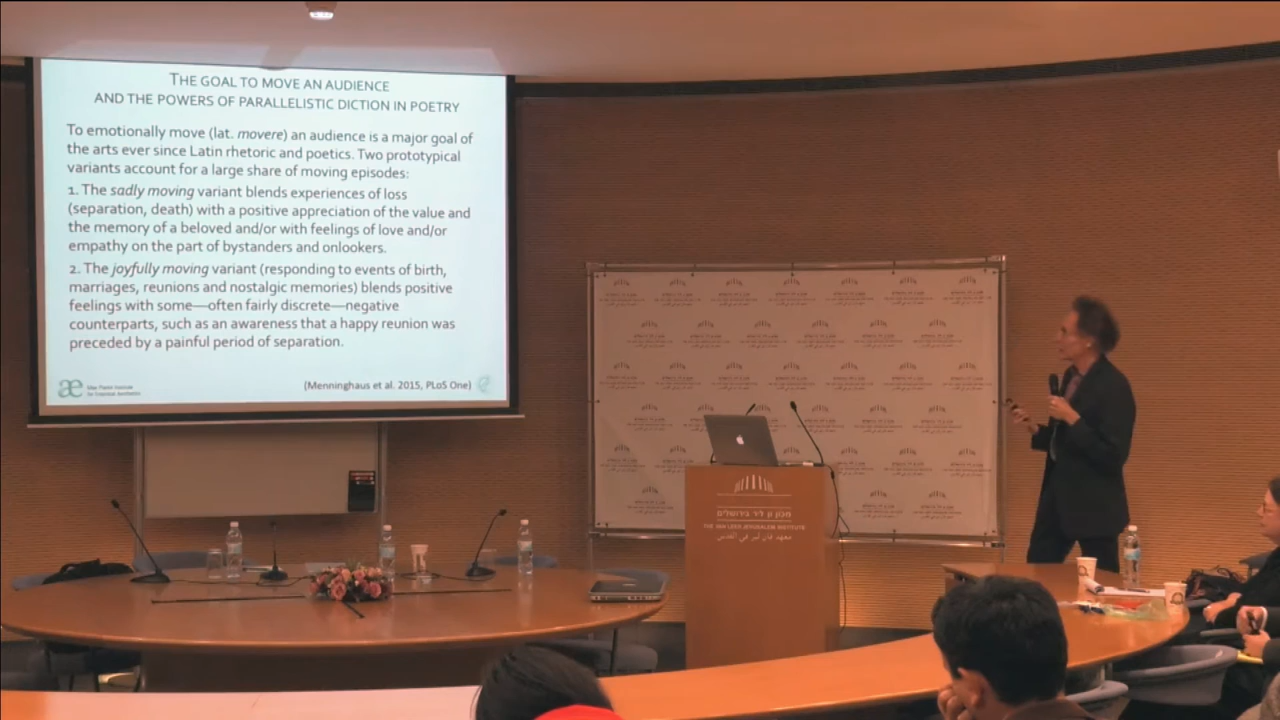 THE GOAL TO MOVE AN AUDIENCE
AND THE POWERS OF PARALLELISTIC DICTION IN POETRY
To emotionally move (lat. movere) an audience is a major goal of
the arts ever since Latin rhetoric and poetics. Two prototypical
variants account for a large share of moving episodes:
1. The sadly moving variant blends experiences of loss
(separation, death) with a positive appreciation of the value and
the memory of a beloved and/or with feelings of love and/or
empathy on the part of bystanders and onlookers.
2. The joyfully moving variant (responding to events of birth,
marriages, reunions and nostalgic memories) blends positive
feelings with some—often fairly discrete—negative
counterparts, such as an awareness that a happy reunion was
preceded by a painful period of separation.
(Menninghaus et al. 2015, PLoS One)
æ
Max Planck Institute
for Empirical Aesthetics
מכון ון ליר בירושלים
THE VAN LEER JERUSALEM INSTITUTE
معهد فان لير في القدس